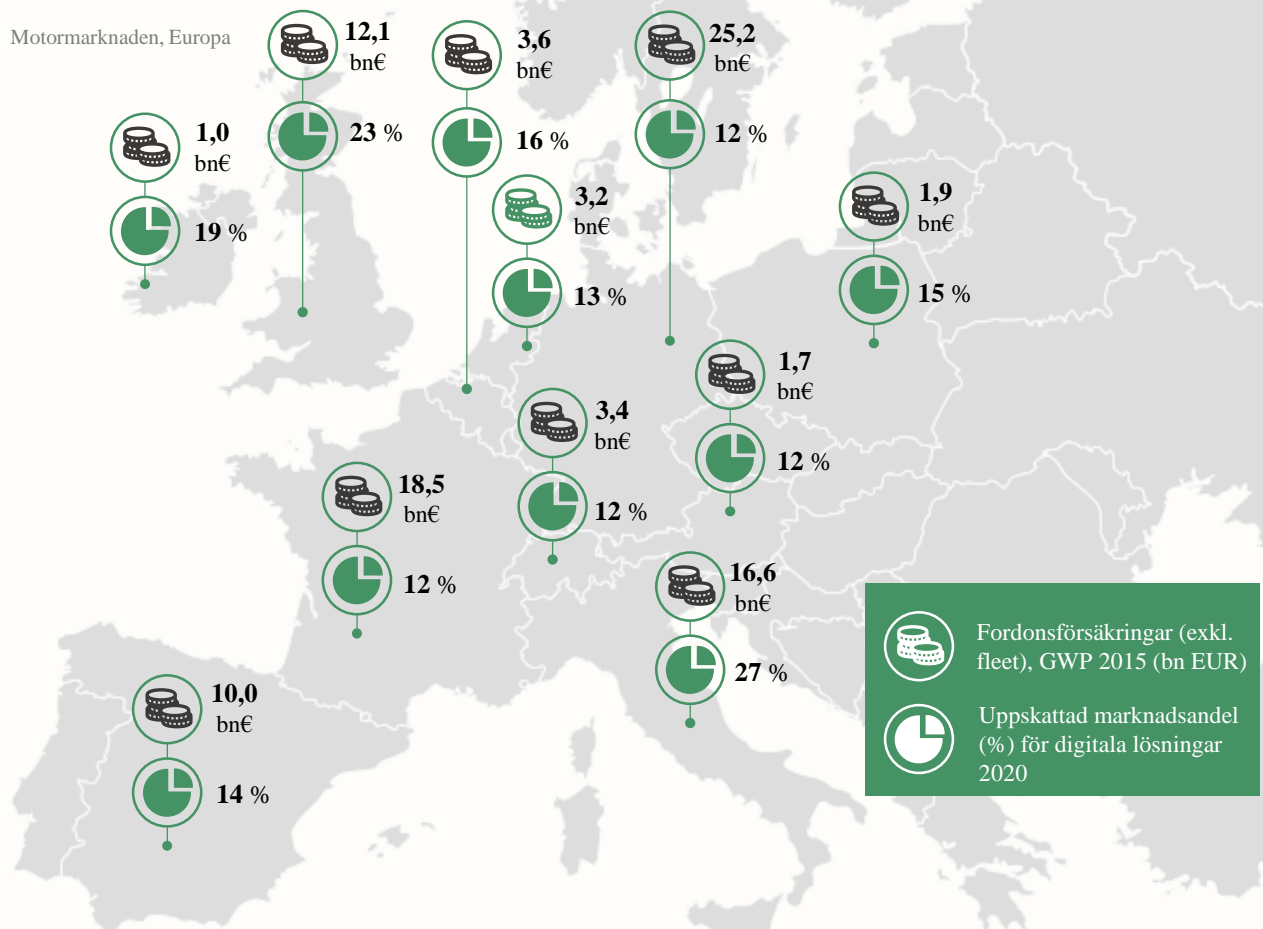 Motormarknaden, Europa
12,1
bn€
23 %
3,6
bn€
16 %
25,2
bn€
12 %
1,0
bn€
19 %
3,2
bn€
13 %
1,9
bn€
15 %
1,7
bn€
12 %
3,4
bn€
12 %
18,5
bn€
12 %
16,6
bn€
27 %
10,0
bn€
14 %
Fordonsförsäkringar (exkl.
fleet), GWP 2015 (bn EUR)
Uppskattad marknadsandel
(%) för digitala lösningar
2020